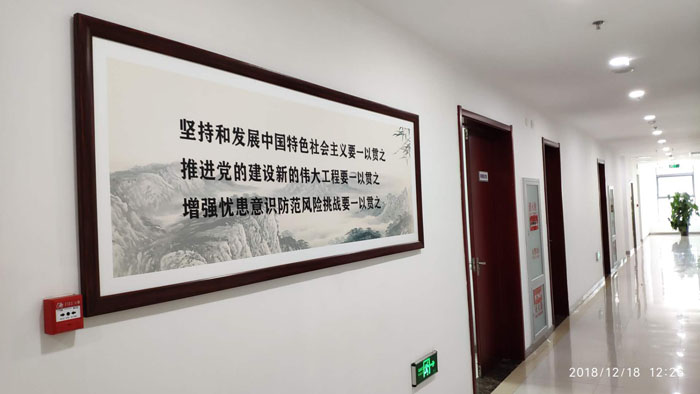 坚持和发展中国特色社会主义要一以贯之
推进党的建设新的伟大工程要一以贯之
增强忧患意识防范风险挑战要一以贯之
2018/12/18 12:26